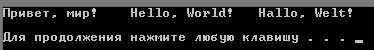 Привет, мир!    Hello, World!   Hallo, Welt!
Для продолжения нажмите любую клавишу . . . _